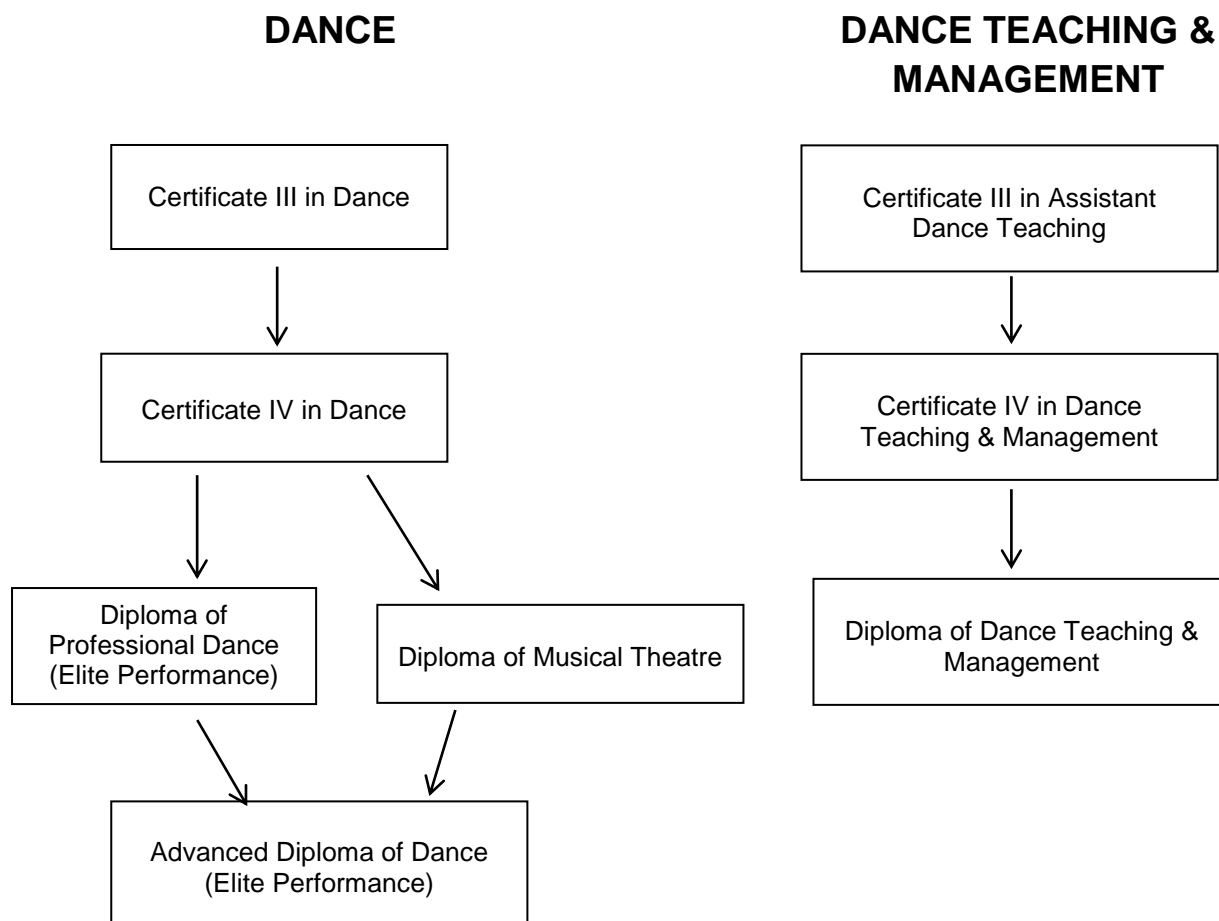 DANCE
DANCE TEACHING &
MANAGEMENT
Certificate III in Dance
Certificate III in Assistant
Dance Teaching
Certificate IV in Dance
Certificate IV in Dance
Teaching & Management
Diploma of
Professional Dance
(Elite Performance)
Diploma of Musical Theatre
Diploma of Dance Teaching &
Management
Advanced Diploma of Dance
(Elite Performance)